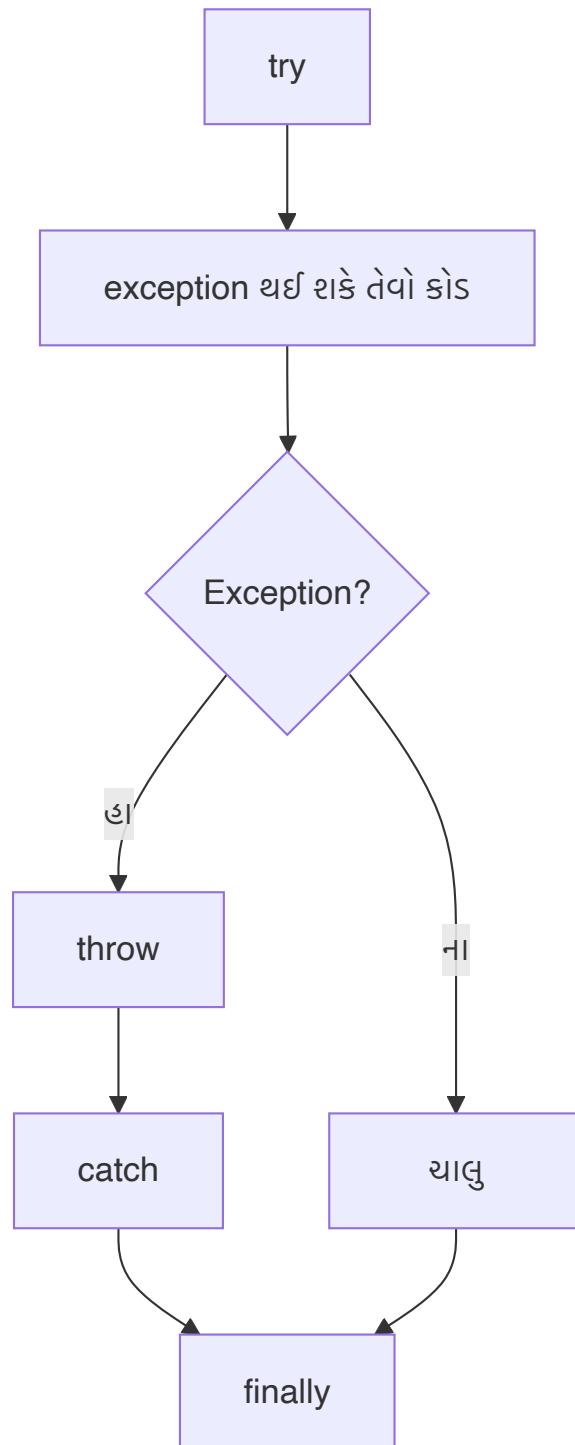 try
exception થઈ શકે તેવો કોડ
Exception?
હા
throw
ના
catch
ચાલુ
finally